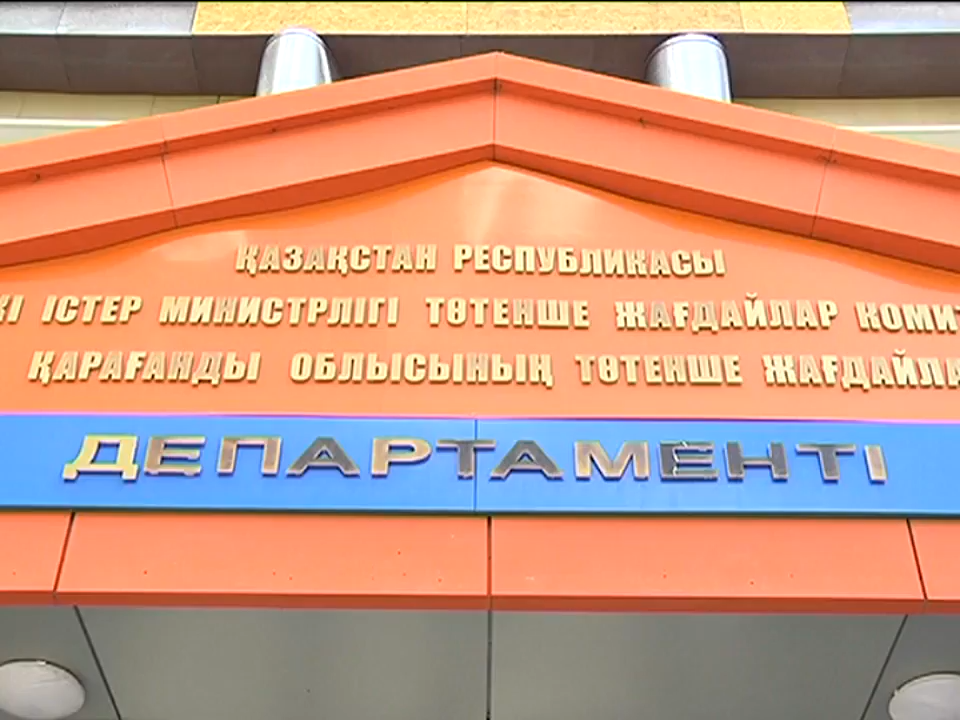 ҚАЗАҚСТАН РЕСПУБЛИКАСЫ
ІСТЕР МИНИСТРЛІГІ ТӨТЕНШЕ ЖАҒДАЙЛАР
ҚАРАҒАНДЫ ОБЛЫСЫНЫҢ ТӨТЕНШЕ
ДЕПАРТАМЕНТІ